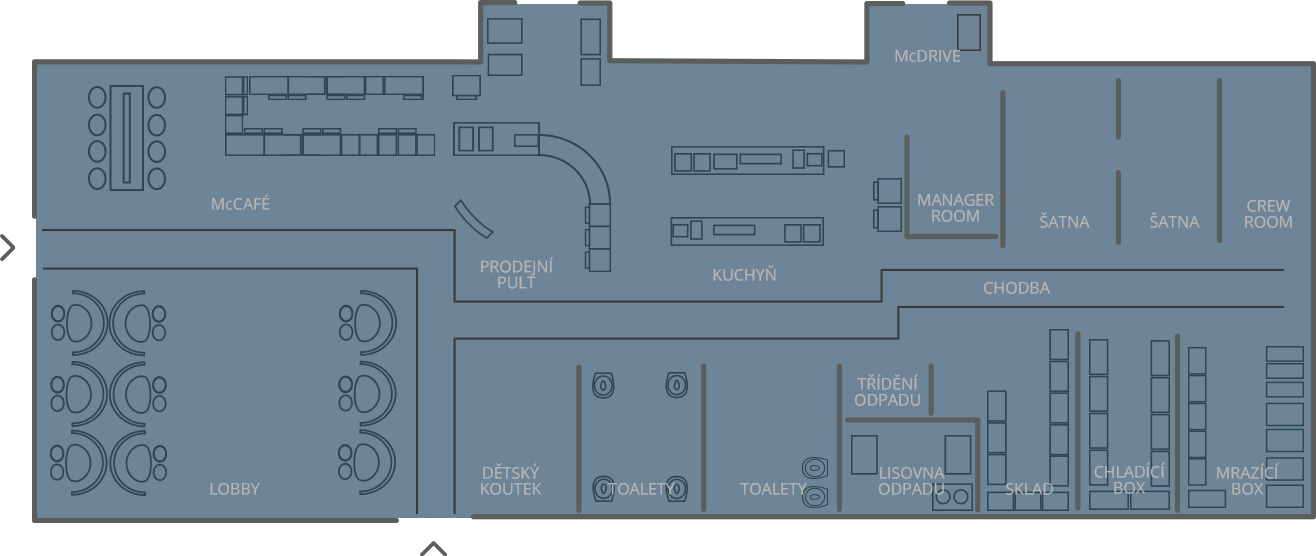 McDRIVE
McCAFÉ
MANAGER
ROOM
ŠATNA
ŠATNA
CREW
ROOM
PRODEJNÍ
PULT
KUCHYŇ
CHODBA
TŘÍDĚNÍ
ODPADU
LOBBY
DĚTSKÝ
KOUTEK
TOALETY
TOALETY
LISOVNA
ODPADU
SKLAD
CHLADÍCÍ
BOX
MRAZÍCÍ
BOX